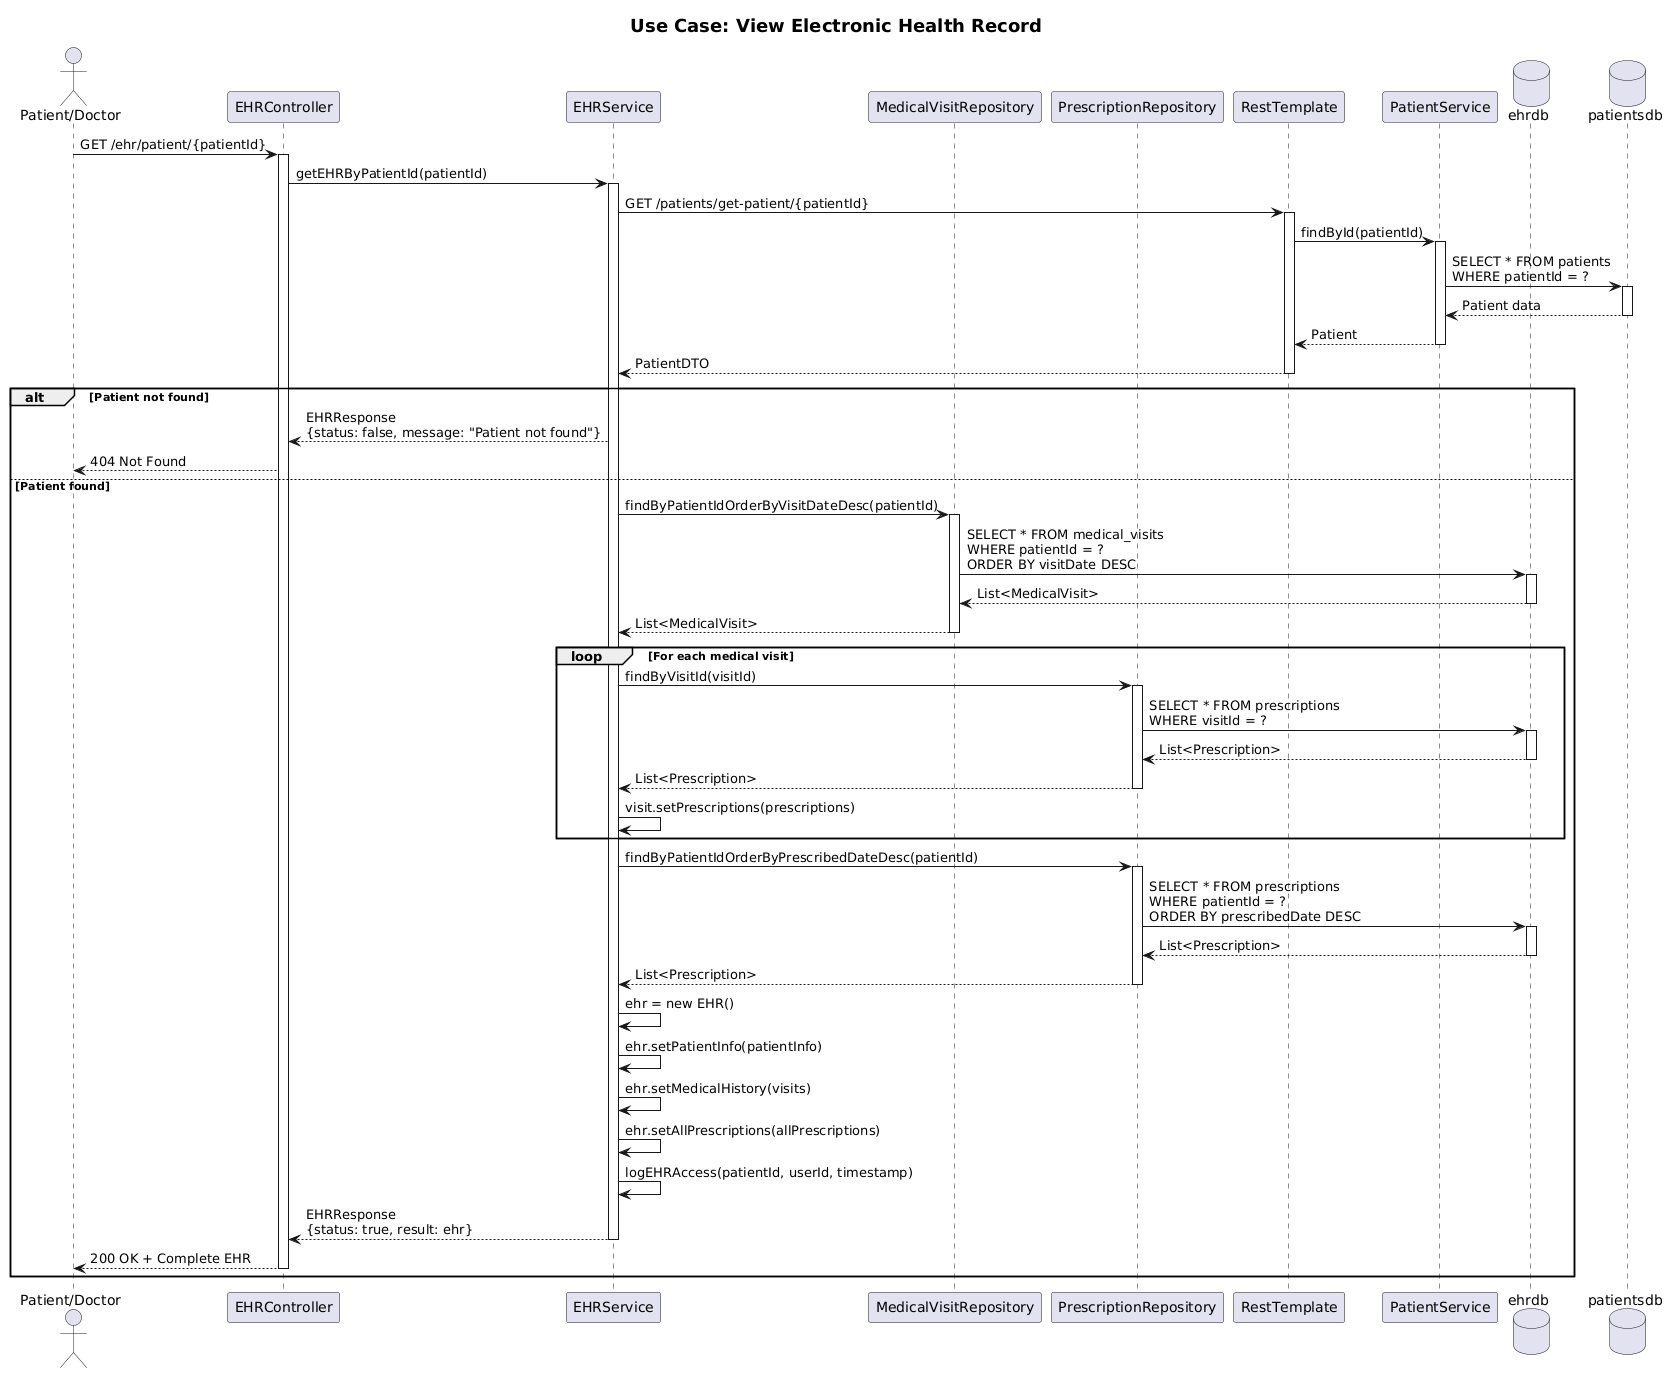 Use Case: View Electronic Health Record
Patient/Doctor
EHRController
EHRService
MedicalVisitRepository
PrescriptionRepository
RestTemplate
PatientService
ehrdb
patientsdb
GET /ehr/patient/{patientId}
getEHRByPatientId(patientId)
GET /patients/get-patient/{patientId}
findById(patientId)
SELECT * FROM patients
WHERE patientId = ?
Patient data
Patient
PatientDTO
alt
[Patient not found]
EHRResponse
{status: false, message: "Patient not found"}
404 Not Found
[Patient found]
findByPatientIdOrderByVisitDateDesc(patientId)
SELECT * FROM medical_visits
WHERE patientId = ?
ORDER BY visitDate DESC
List<MedicalVisit>
List<MedicalVisit>
loop
[For each medical visit]
findByVisitId(visitId)
SELECT * FROM prescriptions
WHERE visitId = ?
List<Prescription>
List<Prescription>
visit.setPrescriptions(prescriptions)
findByPatientIdOrderByPrescribedDateDesc(patientId)
SELECT * FROM prescriptions
WHERE patientId = ?
ORDER BY prescribedDate DESC
List<Prescription>
List<Prescription>
ehr = new EHR()
ehr.setPatientInfo(patientInfo)
ehr.setMedicalHistory(visits)
ehr.setAllPrescriptions(allPrescriptions)
logEHRAccess(patientId, userId, timestamp)
EHRResponse
{status: true, result: ehr}
200 OK + Complete EHR
Patient/Doctor
EHRController
EHRService
MedicalVisitRepository
PrescriptionRepository
RestTemplate
PatientService
ehrdb
patientsdb